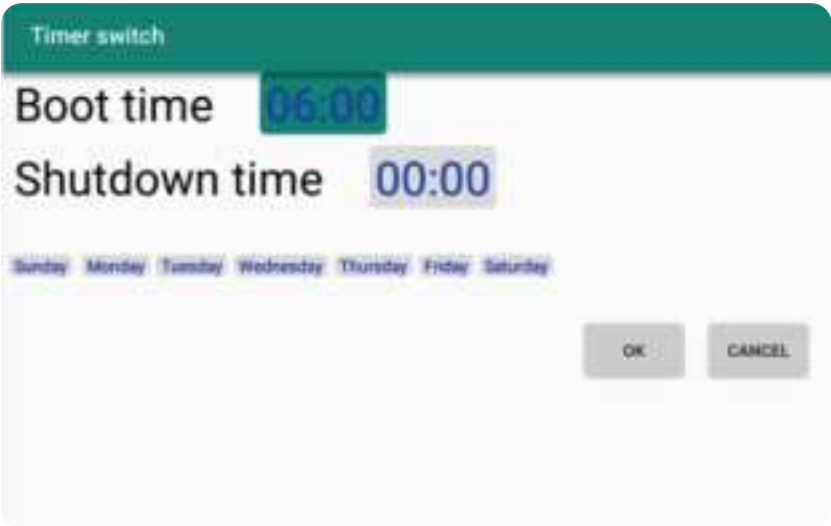 Timer switch
Boot time 06:00
Shutdown time 00:00
Sunday Monday Tuesday Wednesday Thursday Friday Saturday
OK CANCEL